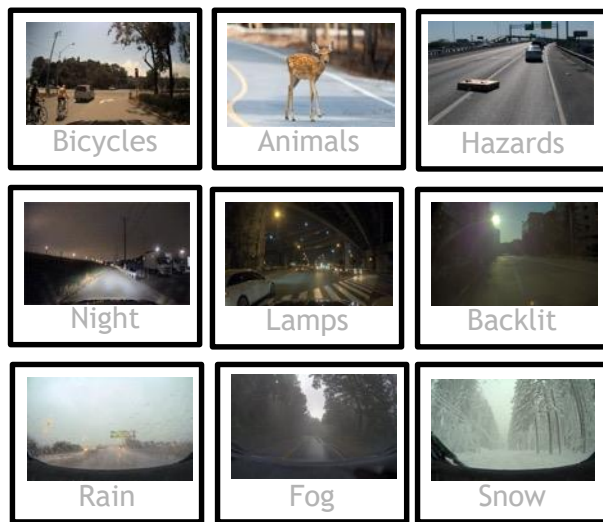 Bicycles
Animals
Hazards
Night
Lamps
Backlit
Rain
Fog
Snow